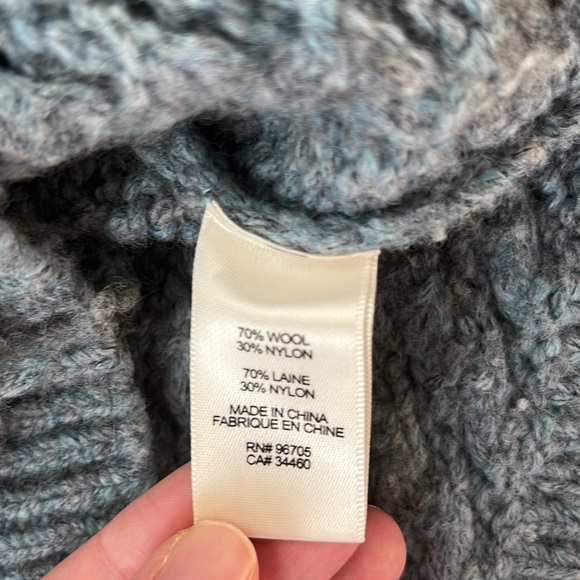 70% WOOL
30% NYLON
70% LAINE
30% NYLON
MADE IN CHINA
FABRIQUE EN CHINE
RN# 96705
CA# 34460